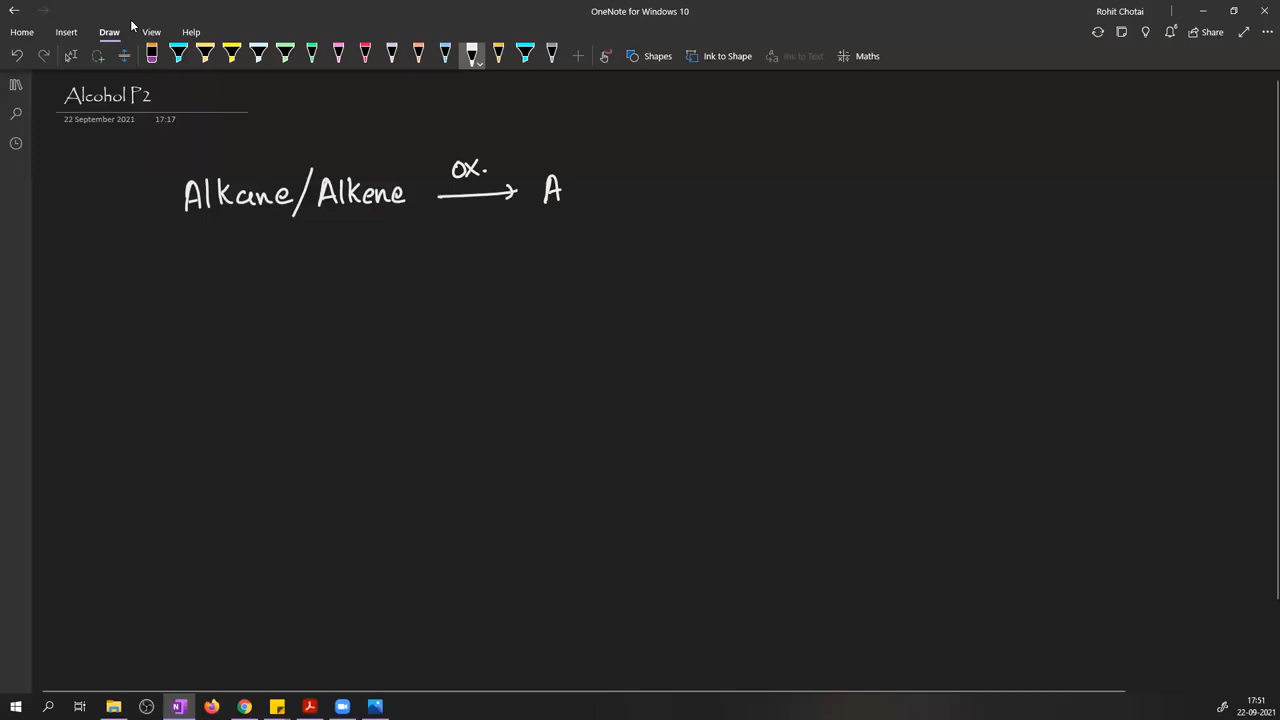 OneNote for Windows 10
Rohit Chotai
Home Insert Draw View Help
Share
Shapes Ink to Shape Ink to Text Maths
Alcohol P2
22 September 2021 17:17
ox.
Alkane/Alkene → A
17:51
22-09-2021